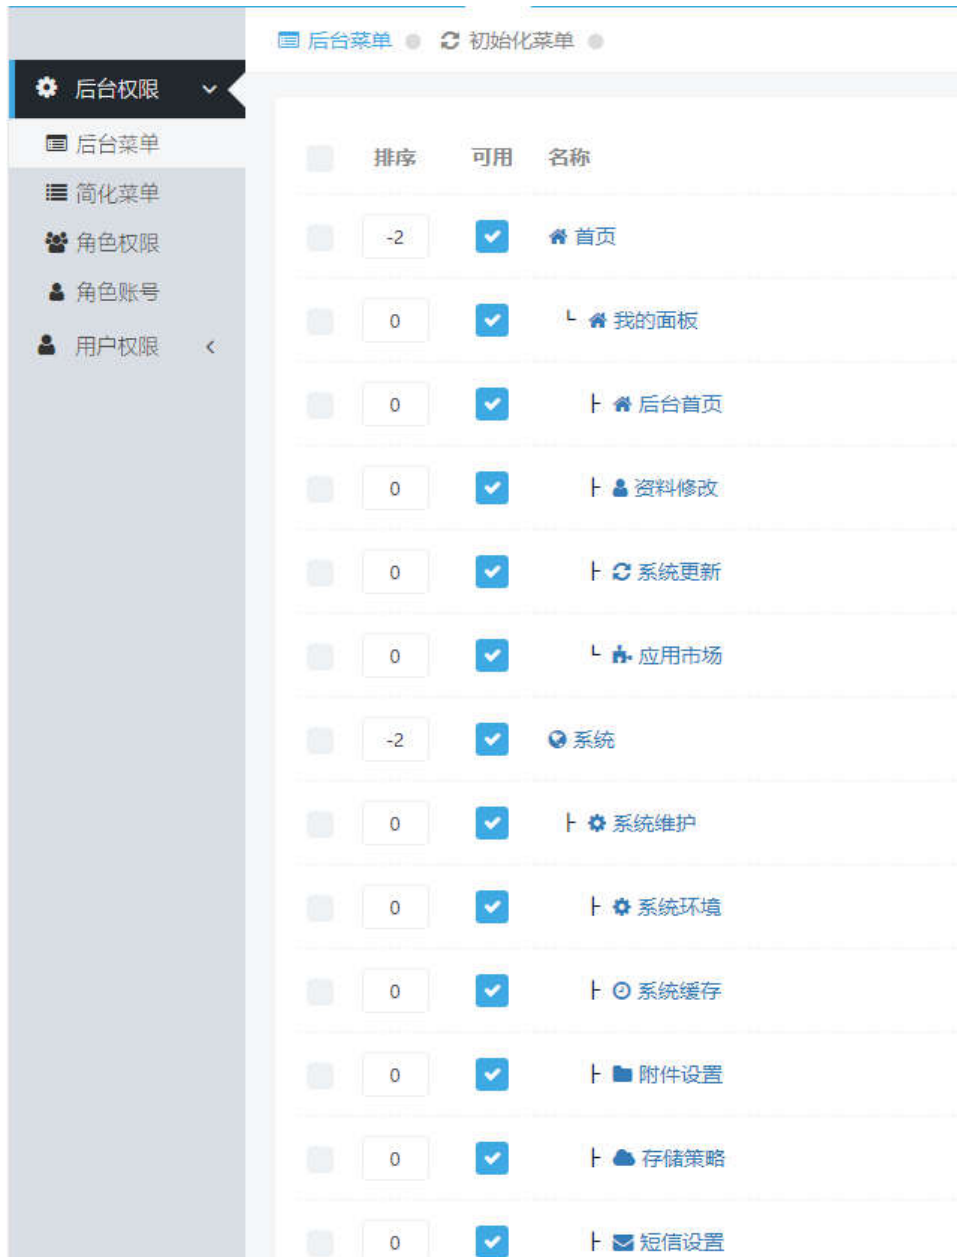 后台菜单 初始化菜单
后台权限
后台菜单
简化菜单
角色权限
角色账号
用户权限
排序 可用 名称
-2 首页
0 └ 我的面板
0 ├ 后台首页
0 ├ 资料修改
0 ├ 系统更新
0 └ 应用市场
-2 系统
0 ├ 系统维护
0 ├ 系统环境
0 ├ 系统缓存
0 ├ 附件设置
0 ├ 存储策略
0 ├ 短信设置